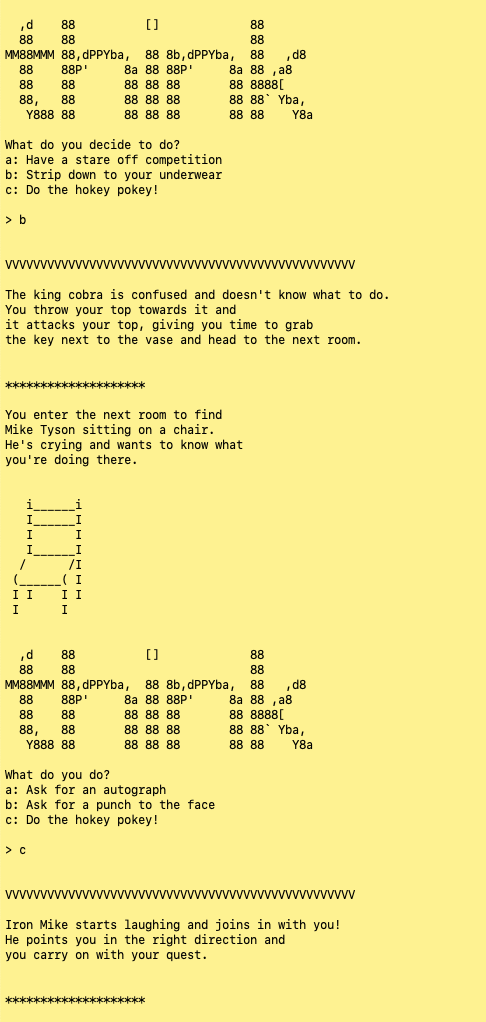 ,d    88          []             88
  88    88                         88
MM88MMM 88,dPPYba,  88 8b,dPPYba,  88   ,d8
  88    88P'     8a 88 88P'     8a 88 ,a8
  88    88       88 88 88       88 8888[
  88,   88       88 88 88       88 88` Yba,
   Y888 88       88 88 88       88 88    Y8a
What do you decide to do?
a: Have a stare off competition
b: Strip down to your underwear
c: Do the hokey pokey!
> b
VVVVVVVVVVVVVVVVVVVVVVVVVVVVVVVVVVVVVVVVVVVVVVVVVV
The king cobra is confused and doesn't know what to do.
You throw your top towards it and
it attacks your top, giving you time to grab
the key next to the vase and head to the next room.
********************
You enter the next room to find
Mike Tyson sitting on a chair.
He's crying and wants to know what
you're doing there.
   i______i
   I______I
   I      I
   I______I
  /      /I
 (______( I
 I I    I I
 I      I
  ,d    88          []             88
  88    88                         88
MM88MMM 88,dPPYba,  88 8b,dPPYba,  88   ,d8
  88    88P'     8a 88 88P'     8a 88 ,a8
  88    88       88 88 88       88 8888[
  88,   88       88 88 88       88 88` Yba,
   Y888 88       88 88 88       88 88    Y8a
What do you do?
a: Ask for an autograph
b: Ask for a punch to the face
c: Do the hokey pokey!
> c
VVVVVVVVVVVVVVVVVVVVVVVVVVVVVVVVVVVVVVVVVVVVVVVVVV
Iron Mike starts laughing and joins in with you!
He points you in the right direction and
you carry on with your quest.
********************